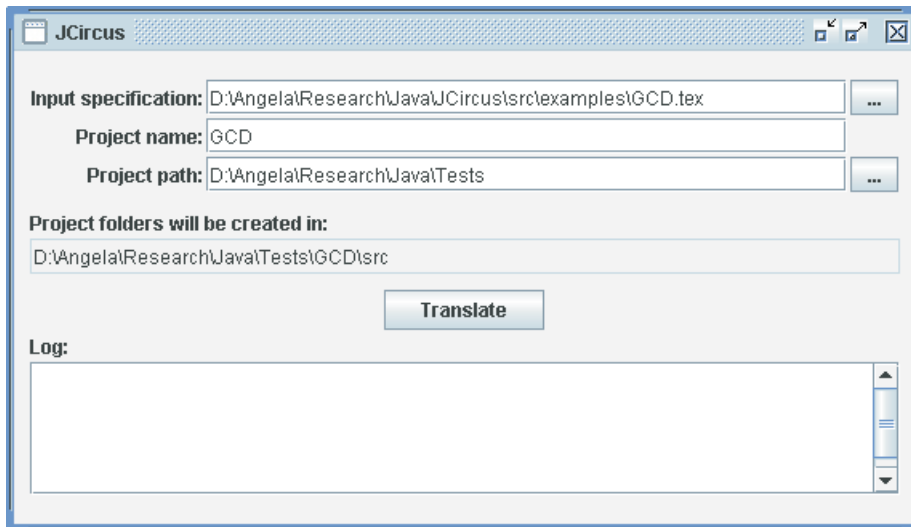 JCircus
Input specification: D:\Angela\Research\Java\JCircus\src\examples\GCD.tex ...
Project name: GCD
Project path: D:\Angela\Research\Java\Tests ...
Project folders will be created in:
D:\Angela\Research\Java\Tests\GCD\src
Translate
Log: